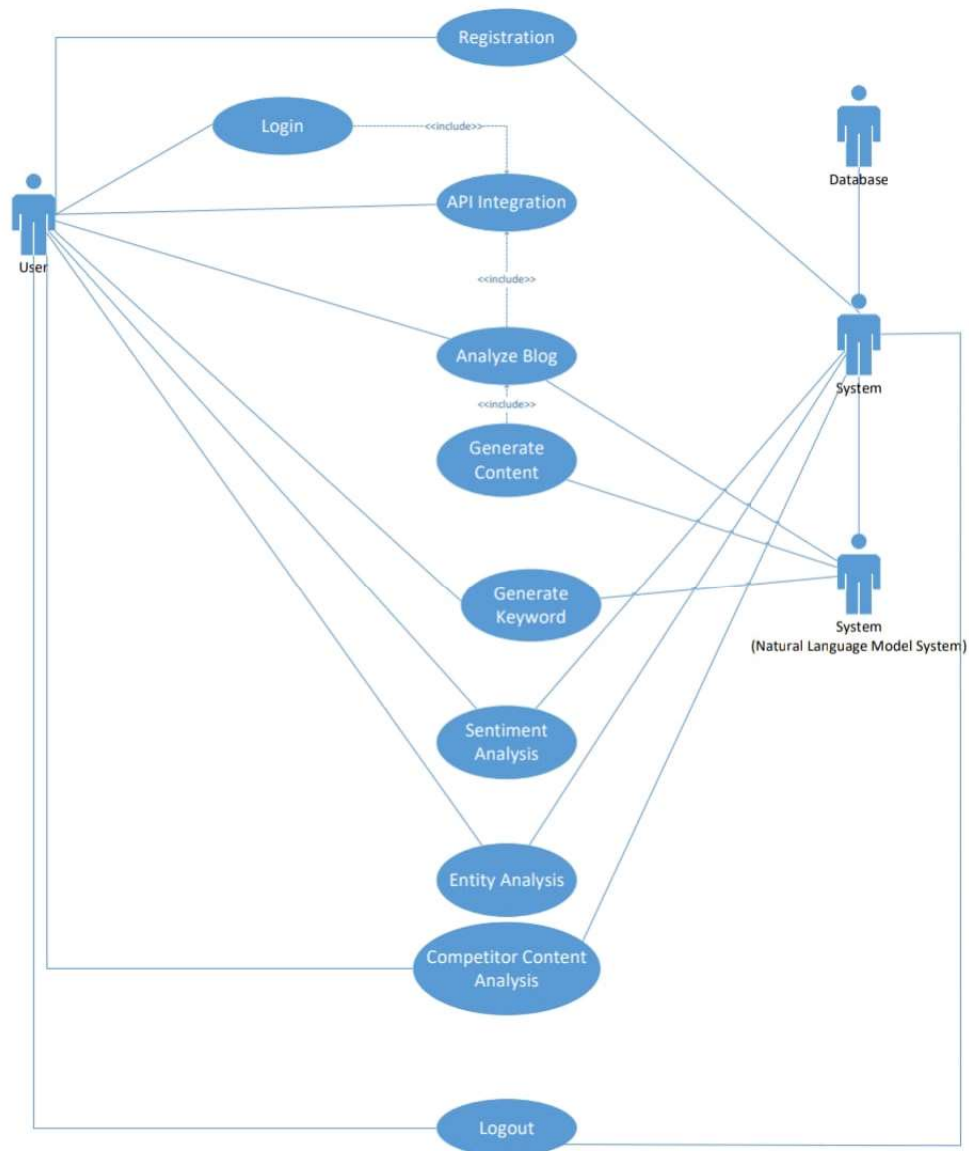 Registration
Login
<<include>>
Database
API Integration
User
<<include>>
Analyze Blog
System
<<include>>
Generate
Content
Generate
Keyword
System
(Natural Language Model System)
Sentiment
Analysis
Entity Analysis
Competitor Content
Analysis
Logout